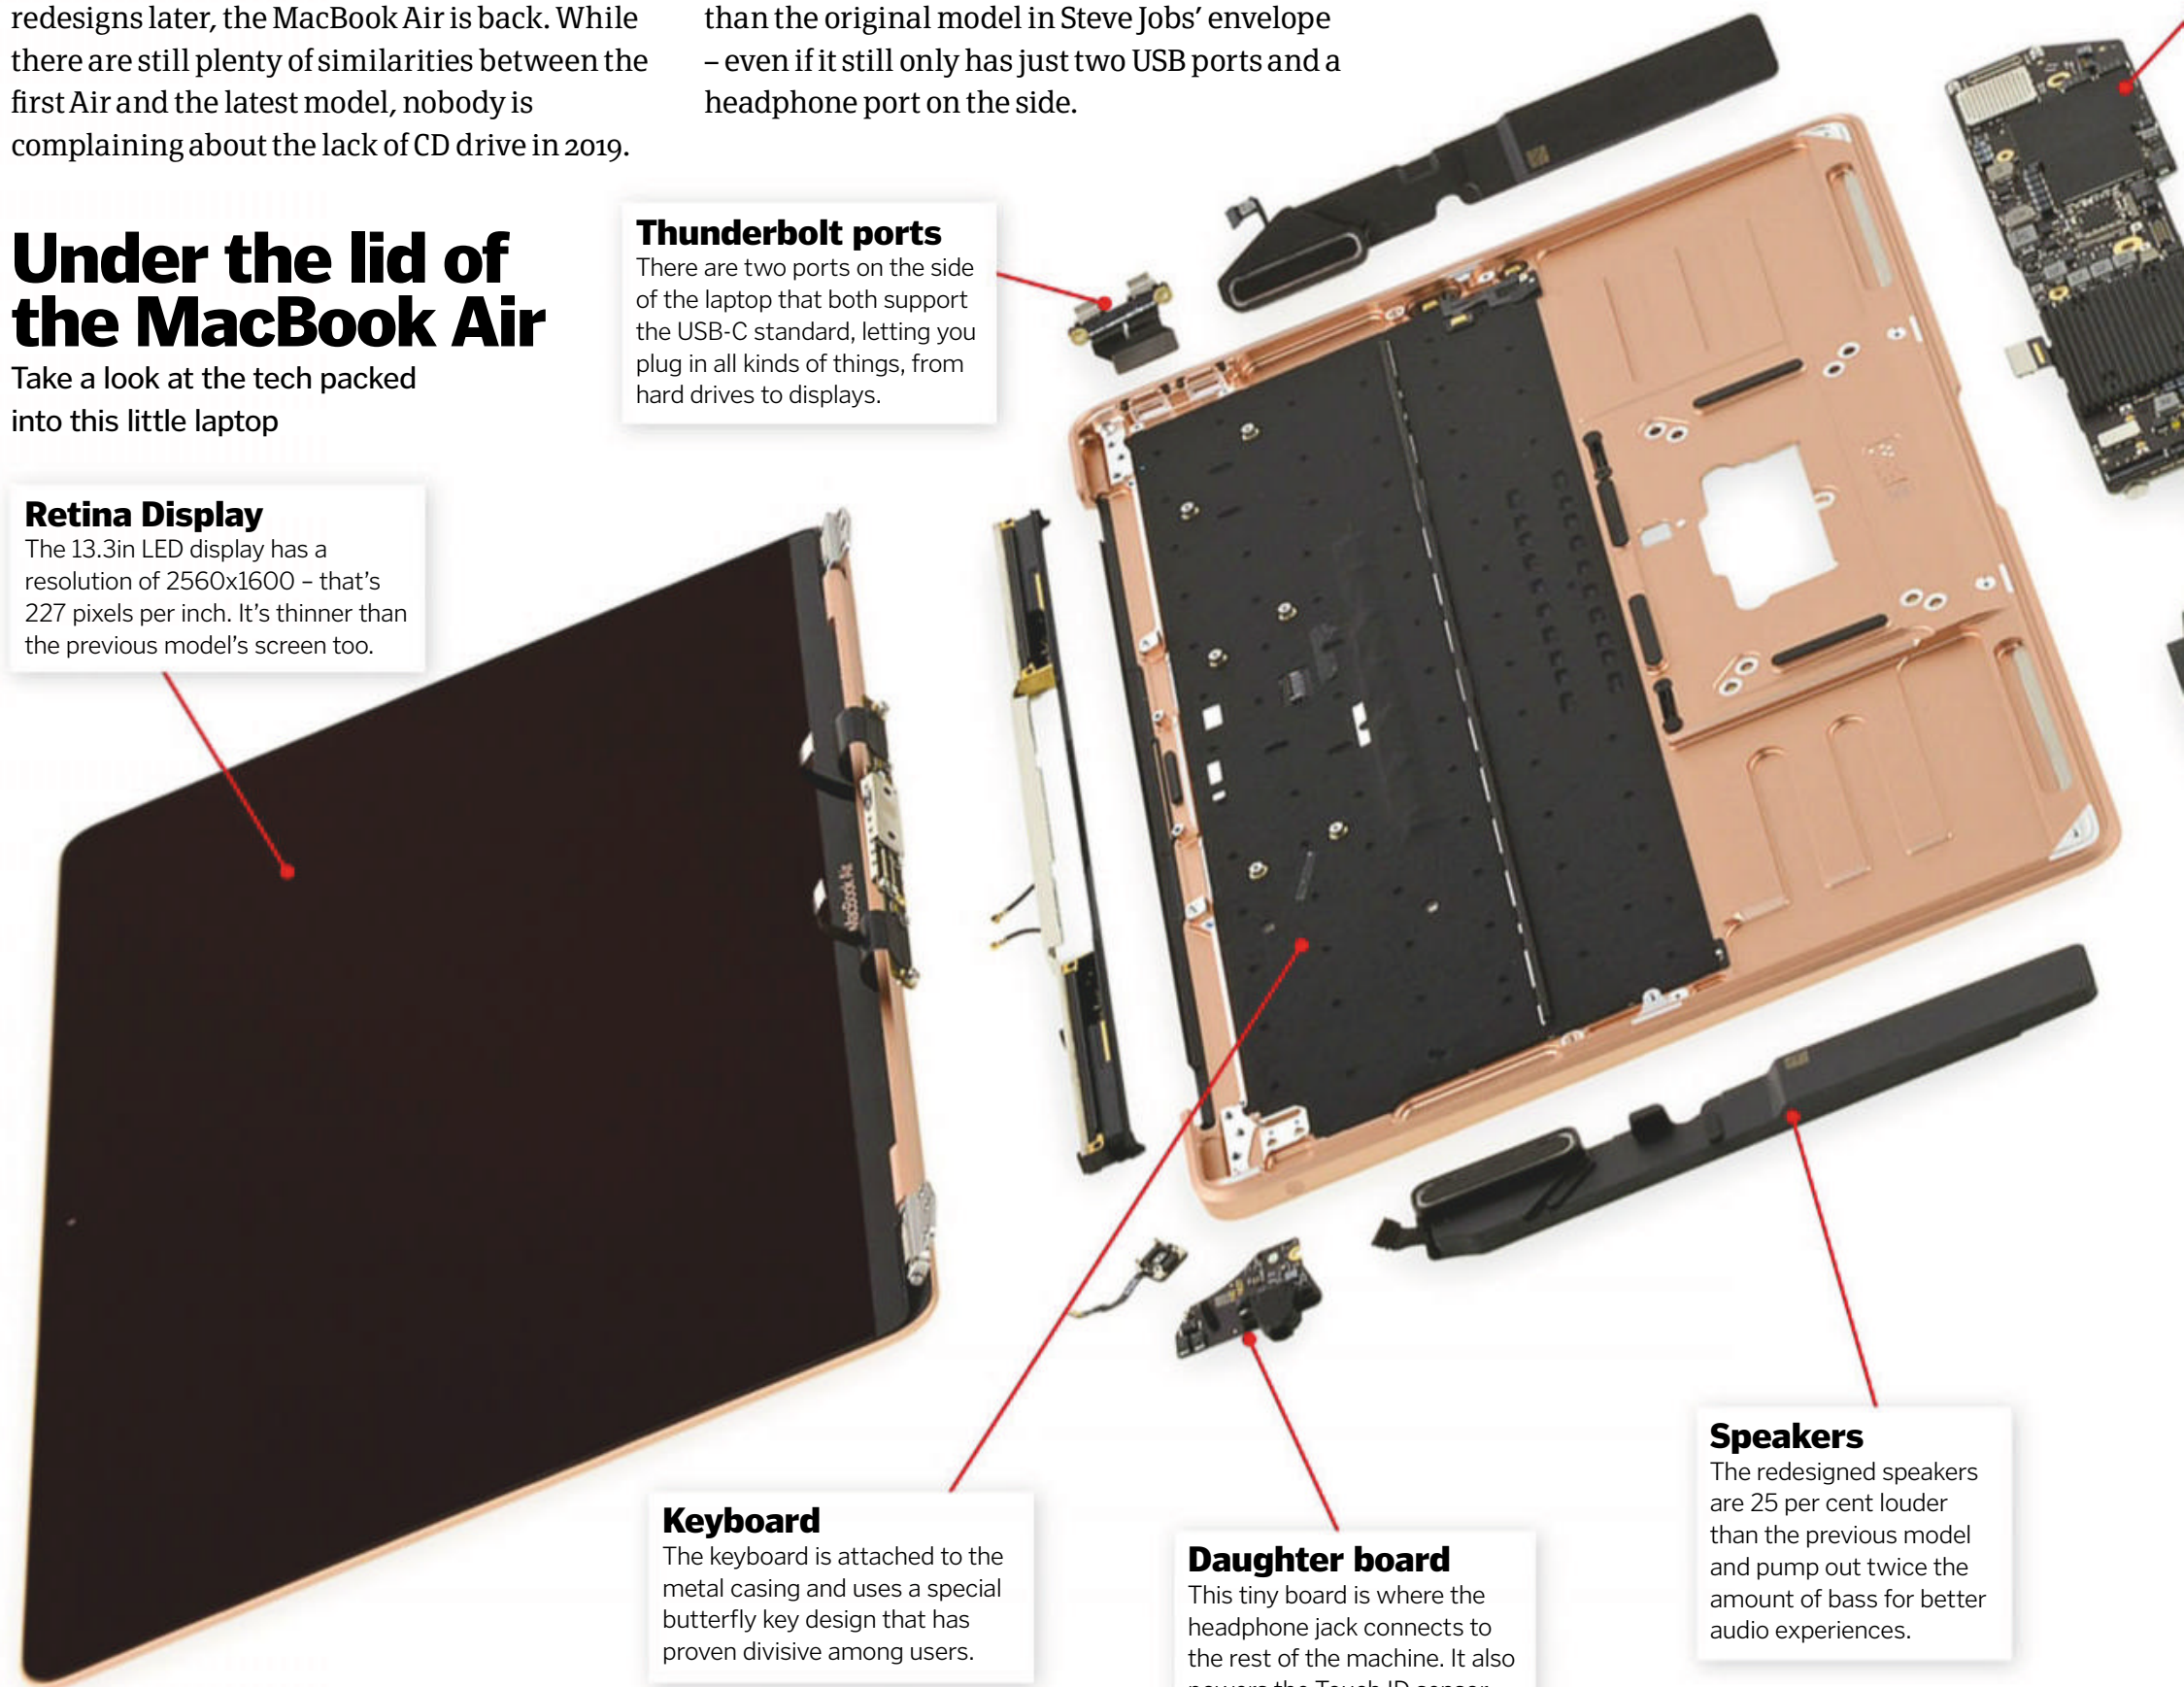 redesigns later, the MacBook Air is back. While
there are still plenty of similarities between the
first Air and the latest model, nobody is
complaining about the lack of CD drive in 2019.
than the original model in Steve Jobs’ envelope
– even if it still only has just two USB ports and a
headphone port on the side.
Under the lid of
the MacBook Air
Take a look at the tech packed
into this little laptop
Thunderbolt ports
There are two ports on the side
of the laptop that both support
the USB-C standard, letting you
plug in all kinds of things, from
hard drives to displays.
Retina Display
The 13.3in LED display has a
resolution of 2560x1600 – that’s
227 pixels per inch. It’s thinner than
the previous model’s screen too.
MacBook Air
Keyboard
The keyboard is attached to the
metal casing and uses a special
butterfly key design that has
proven divisive among users.
Daughter board
This tiny board is where the
headphone jack connects to
the rest of the machine. It also
powers the Touch ID sensor
Speakers
The redesigned speakers
are 25 per cent louder
than the previous model
and pump out twice the
amount of bass for better
audio experiences.